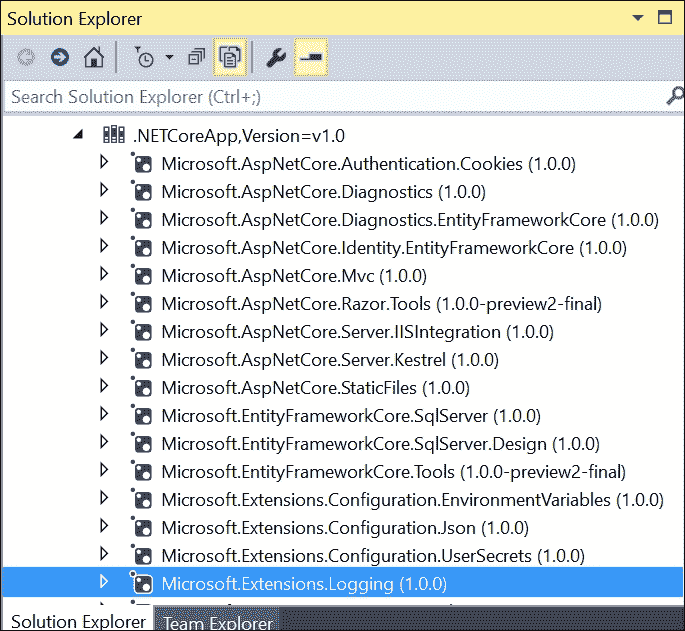 Solution Explorer
Search Solution Explorer (Ctrl+;)
.NETCoreApp,Version=v1.0
Microsoft.AspNetCore.Authentication.Cookies (1.0.0)
Microsoft.AspNetCore.Diagnostics (1.0.0)
Microsoft.AspNetCore.Diagnostics.EntityFrameworkCore (1.0.0)
Microsoft.AspNetCore.Identity.EntityFrameworkCore (1.0.0)
Microsoft.AspNetCore.Mvc (1.0.0)
Microsoft.AspNetCore.Razor.Tools (1.0.0-preview2-final)
Microsoft.AspNetCore.Server.IISIntegration (1.0.0)
Microsoft.AspNetCore.Server.Kestrel (1.0.0)
Microsoft.AspNetCore.StaticFiles (1.0.0)
Microsoft.EntityFrameworkCore.SqlServer (1.0.0)
Microsoft.EntityFrameworkCore.SqlServer.Design (1.0.0)
Microsoft.EntityFrameworkCore.Tools (1.0.0-preview2-final)
Microsoft.Extensions.Configuration.EnvironmentVariables (1.0.0)
Microsoft.Extensions.Configuration.Json (1.0.0)
Microsoft.Extensions.Configuration.UserSecrets (1.0.0)
Microsoft.Extensions.Logging (1.0.0)
Solution Explorer Team Explorer